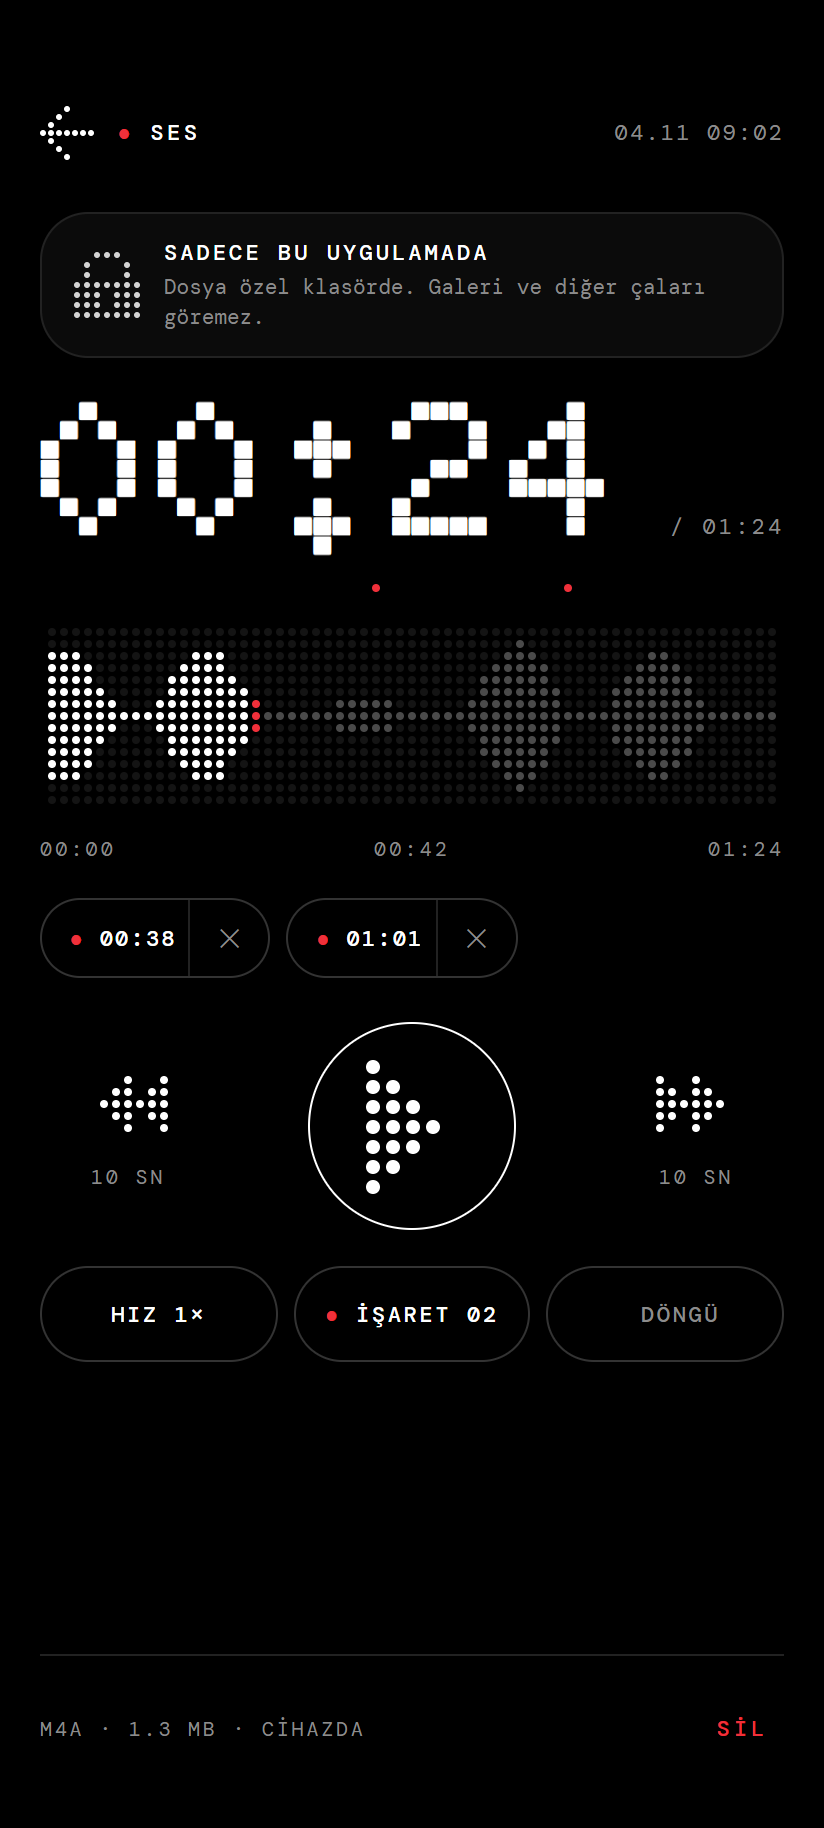 SES
04.11 09:02
SADECE BU UYGULAMADA
Dosya özel klasörde. Galeri ve diğer çaları
göremez.
00:24
/ 01:24
00:00
00:42
01:24
00:38
01:01
10 SN
10 SN
HIZ 1×
İŞARET 02
DÖNGÜ
M4A · 1.3 MB · CİHAZDA
SİL